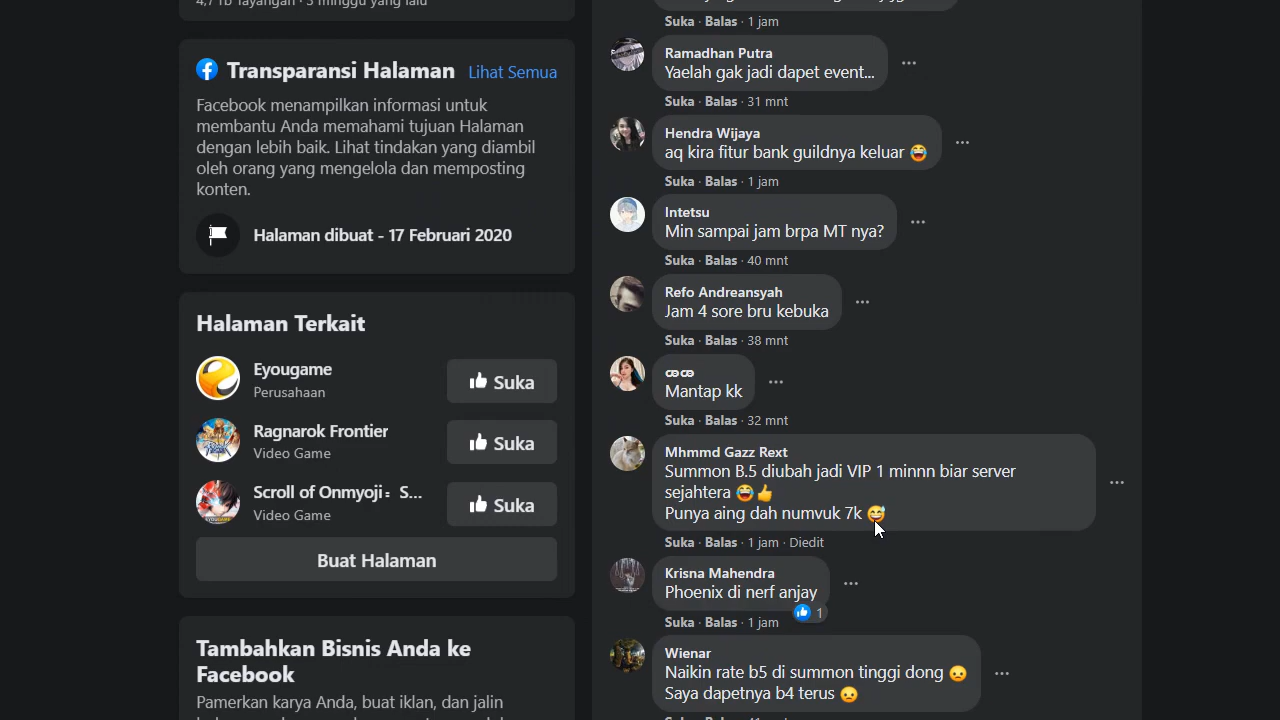 4,7 rb Tayangan · 3 minggu yang lalu
Transparansi Halaman
Lihat Semua
Facebook menampilkan informasi untuk
membantu Anda memahami tujuan Halaman
dengan lebih baik. Lihat tindakan yang diambil
oleh orang yang mengelola dan memposting
konten.
Halaman dibuat - 17 Februari 2020
Halaman Terkait
Eyougame
Perusahaan
Suka
Ragnarok Frontier
Video Game
Suka
Scroll of Onmyoji: S...
Video Game
Suka
Buat Halaman
Tambahkan Bisnis Anda ke
Facebook
Pamerkan karya Anda, buat iklan, dan jalin
Suka · Balas · 1 jam
Ramadhan Putra
Yaelah gak jadi dapet event...
Suka · Balas · 31 mnt
Hendra Wijaya
aq kira fitur bank guildnya keluar 😂
Suka · Balas · 1 jam
Intetsu
Min sampai jam brpa MT nya?
Suka · Balas · 40 mnt
Refo Andreansyah
Jam 4 sore bru kebuka
Suka · Balas · 38 mnt
Mantap kk
Suka · Balas · 32 mnt
Mhmmd Gazz Rext
Summon B.5 diubah jadi VIP 1 minnn biar server
sejahtera 😂👍
Punya aing dah numvuk 7k 😅
Suka · Balas · 1 jam · Diedit
Krisna Mahendra
Phoenix di nerf anjay
1
Suka · Balas · 1 jam
Wienar
Naikin rate b5 di summon tinggi dong 😥
Saya dapetnya b4 terus 😥